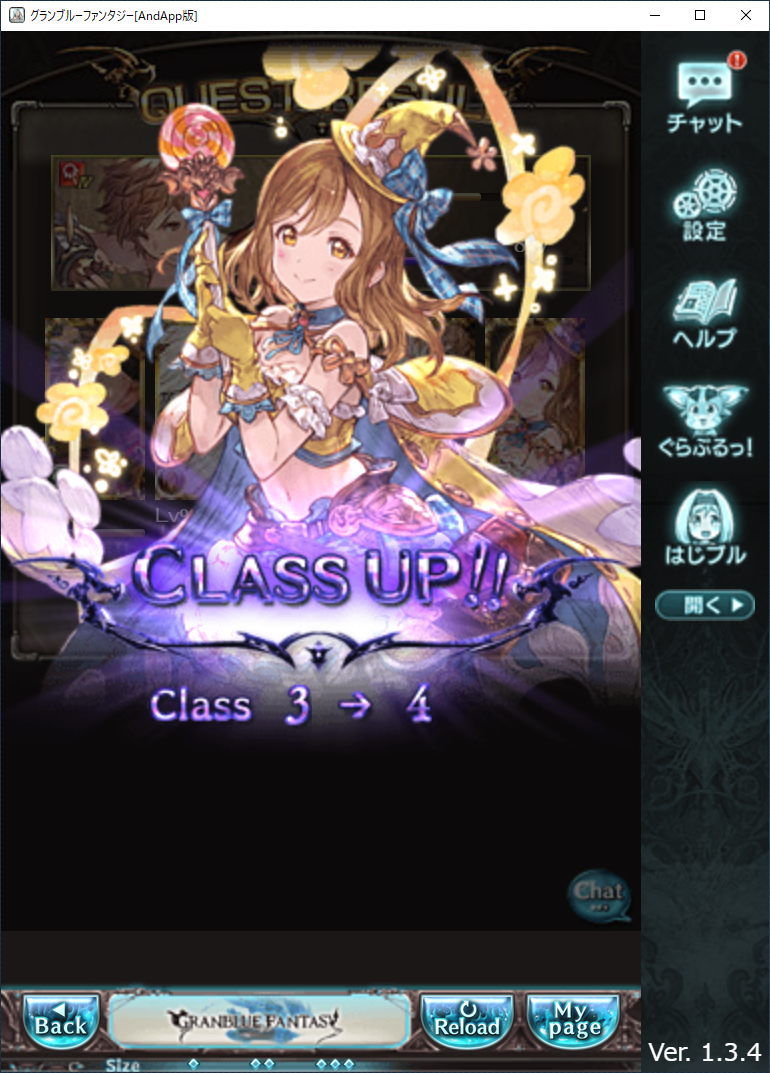 グランブルーファンタジー[AndApp版]
QUEST RESULT
チャット
設定
ヘルプ
ぐらぶるっ!
はじブル
開く
CLASS UP!!
Class 3 → 4
Chat
Back
GRANBLUE FANTASY
Reload
My page
Size
Ver. 1.3.4